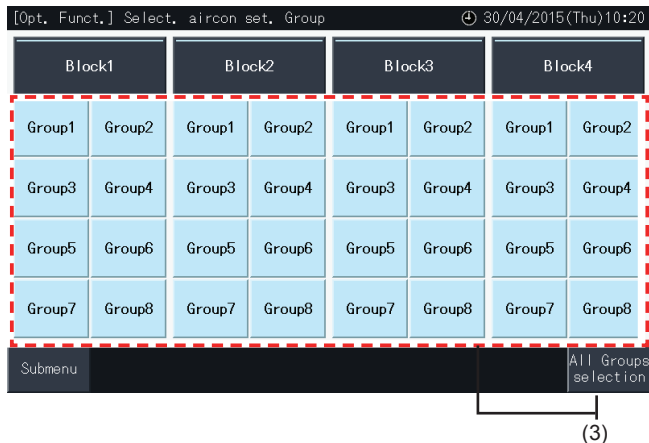 [Opt. Funct.] Select. aircon set. Group 30/04/2015(Thu)10:20
Block1 Block2 Block3 Block4
Group1 Group2 Group1 Group2 Group1 Group2 Group1 Group2
Group3 Group4 Group3 Group4 Group3 Group4 Group3 Group4
Group5 Group6 Group5 Group6 Group5 Group6 Group5 Group6
Group7 Group8 Group7 Group8 Group7 Group8 Group7 Group8
Submenu
All Groups
selection
(3)